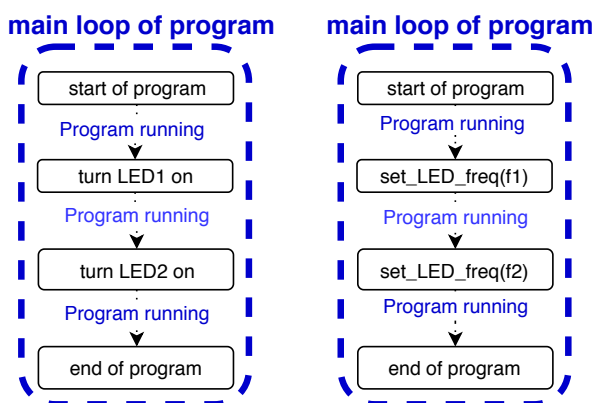 main loop of program
start of program
Program running
turn LED1 on
Program running
turn LED2 on
Program running
end of program
main loop of program
start of program
Program running
set_LED_freq(f1)
Program running
set_LED_freq(f2)
Program running
end of program